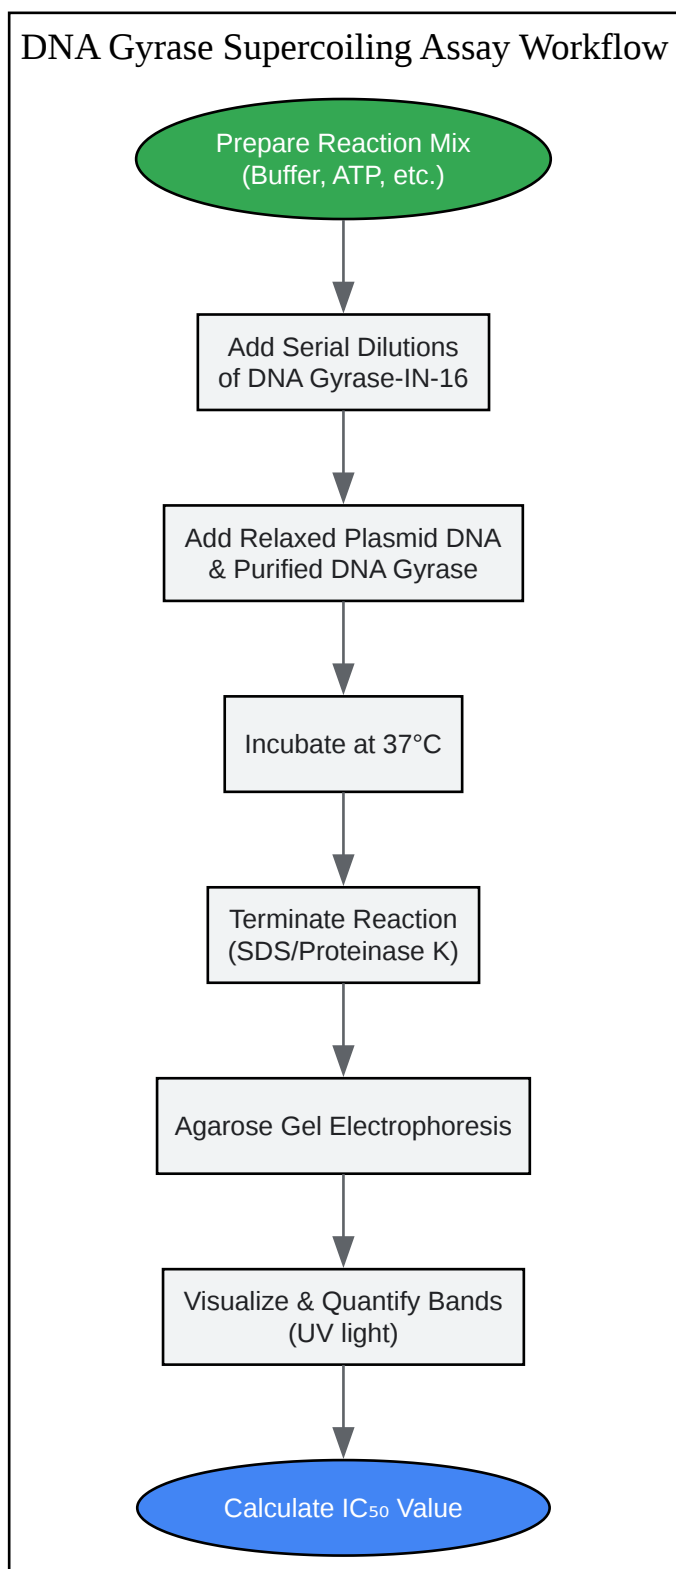 DNA Gyrase Supercoiling Assay Workflow
Prepare Reaction Mix
(Buffer, ATP, etc.)
Add Serial Dilutions
of DNA Gyrase-IN-16
Add Relaxed Plasmid DNA
& Purified DNA Gyrase
Incubate at 37°C
Terminate Reaction
(SDS/Proteinase K)
Agarose Gel Electrophoresis
Visualize & Quantify Bands
(UV light)
Calculate IC₅₀ Value